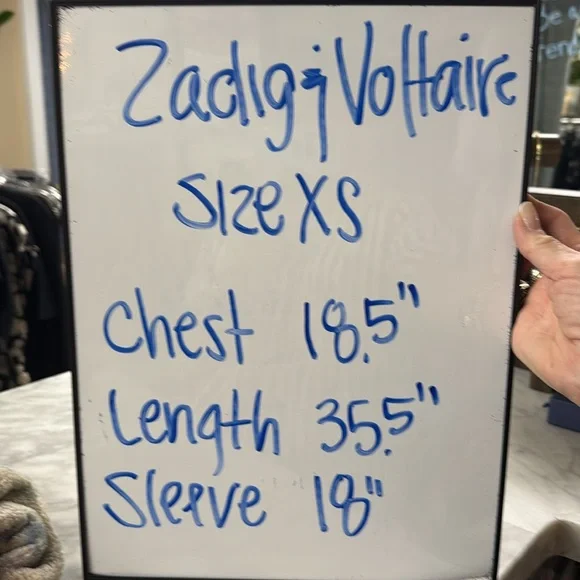 Zadig & Voltaire
Size XS
Chest 18.5"
Length 35.5"
Sleeve 18"